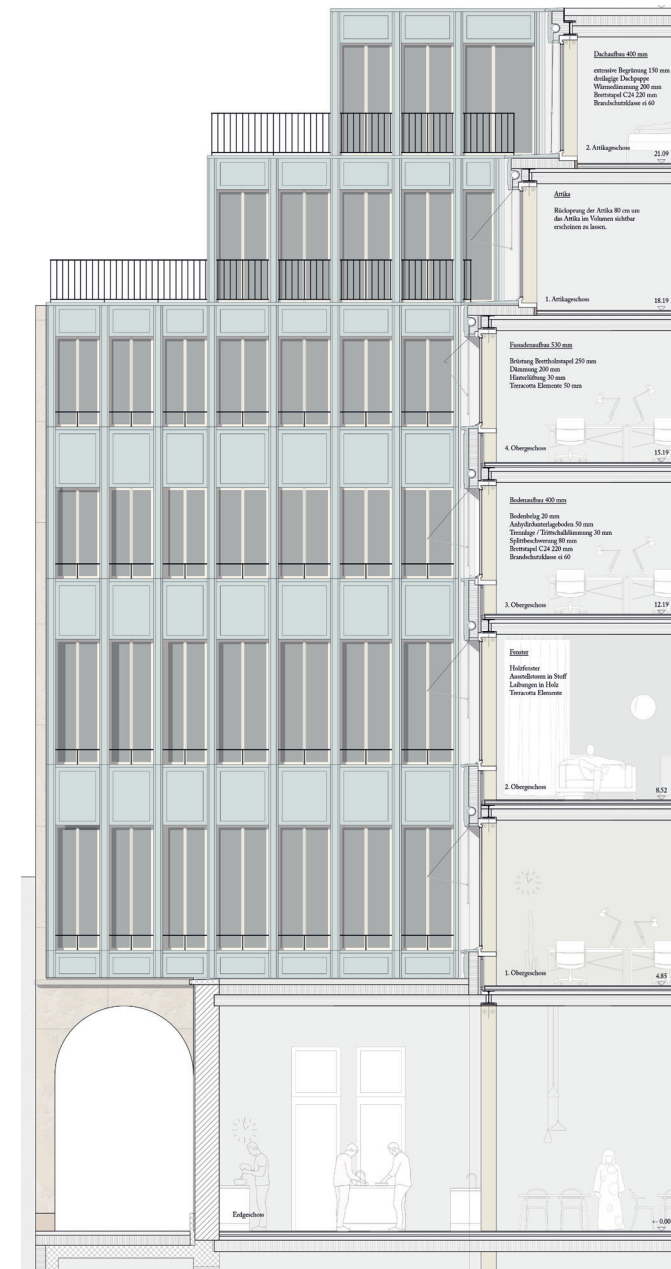 Dachaufbau 400 mm
extensive Begrünung 150 mm
dreilagige Dachpappe
Wärmedämmung 200 mm
Brettstapel C24 220 mm
Brandschutzklasse ei 60
2. Attikageschoss
21.09
Attika
Rücksprung der Attika 80 cm um
das Attika im Volumen sichtbar
erscheinen zu lassen.
1. Attikageschoss
18.19
Fassadenaufbau 530 mm
Brüstung Brettholzstapel 250 mm
Dämmung 200 mm
Hinterlüftung 30 mm
Terracotta Elemente 50 mm
4. Obergeschoss
15.19
Bodenaufbau 400 mm
Bodenbelag 20 mm
Anhydridunterlageboden 50 mm
Trennlage / Trittschalldämmung 30 mm
Splittbeschwerung 80 mm
Brettstapel C24 220 mm
Brandschutzklasse ei 60
3. Obergeschoss
12.19
Fenster
Holzfenster
Ausstellstoren in Stoff
Laibungen in Holz
Terracotta Elemente
2. Obergeschoss
8.52
1. Obergeschoss
4.85
Erdgeschoss
+- 0.00